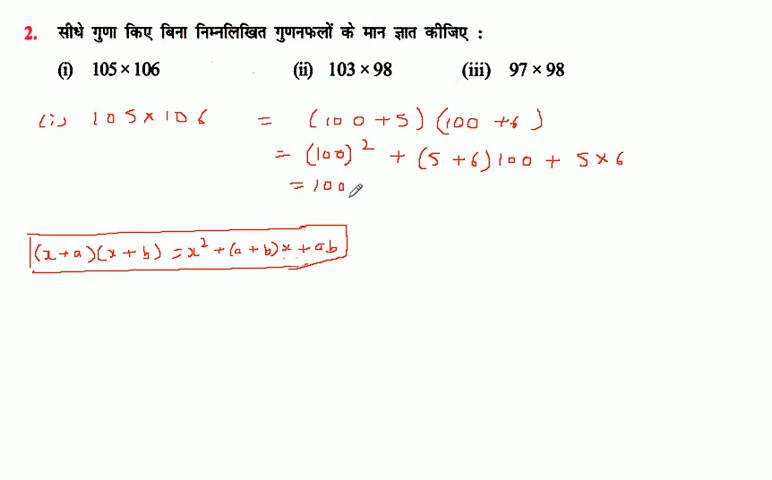 2. सीधे गुणा किए बिना निम्नलिखित गुणनफलों के मान ज्ञात कीजिए :
(i) 105 × 106 (ii) 103 × 98 (iii) 97 × 98
(i) 105 × 106 = (100 + 5) (100 + 6)
= (100)² + (5 + 6) 100 + 5 × 6
= 100
(x + a)(x + b) = x² + (a + b)x + ab